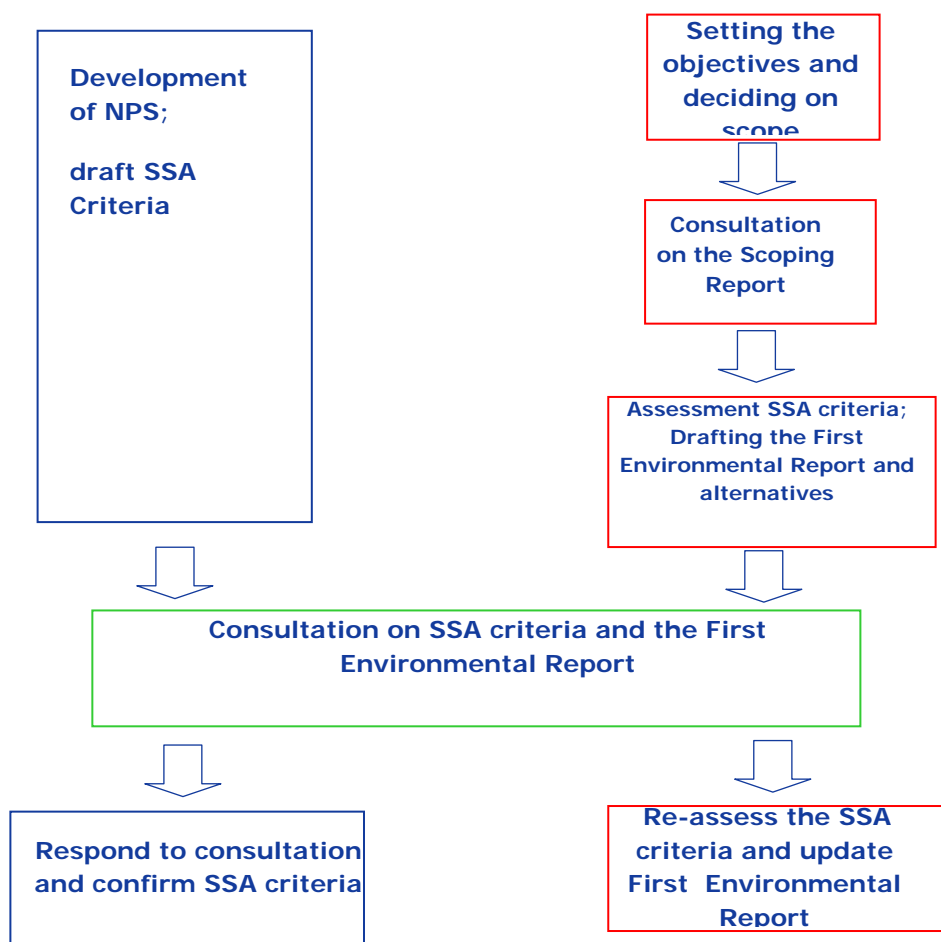 Development
of NPS;
draft SSA
Criteria
Setting the
objectives and
deciding on
scope
Consultation
on the Scoping
Report
Assessment SSA criteria;
Drafting the First
Environmental Report and
alternatives
Consultation on SSA criteria and the First
Environmental Report
Respond to consultation
and confirm SSA criteria
Re-assess the SSA
criteria and update
First Environmental
Report